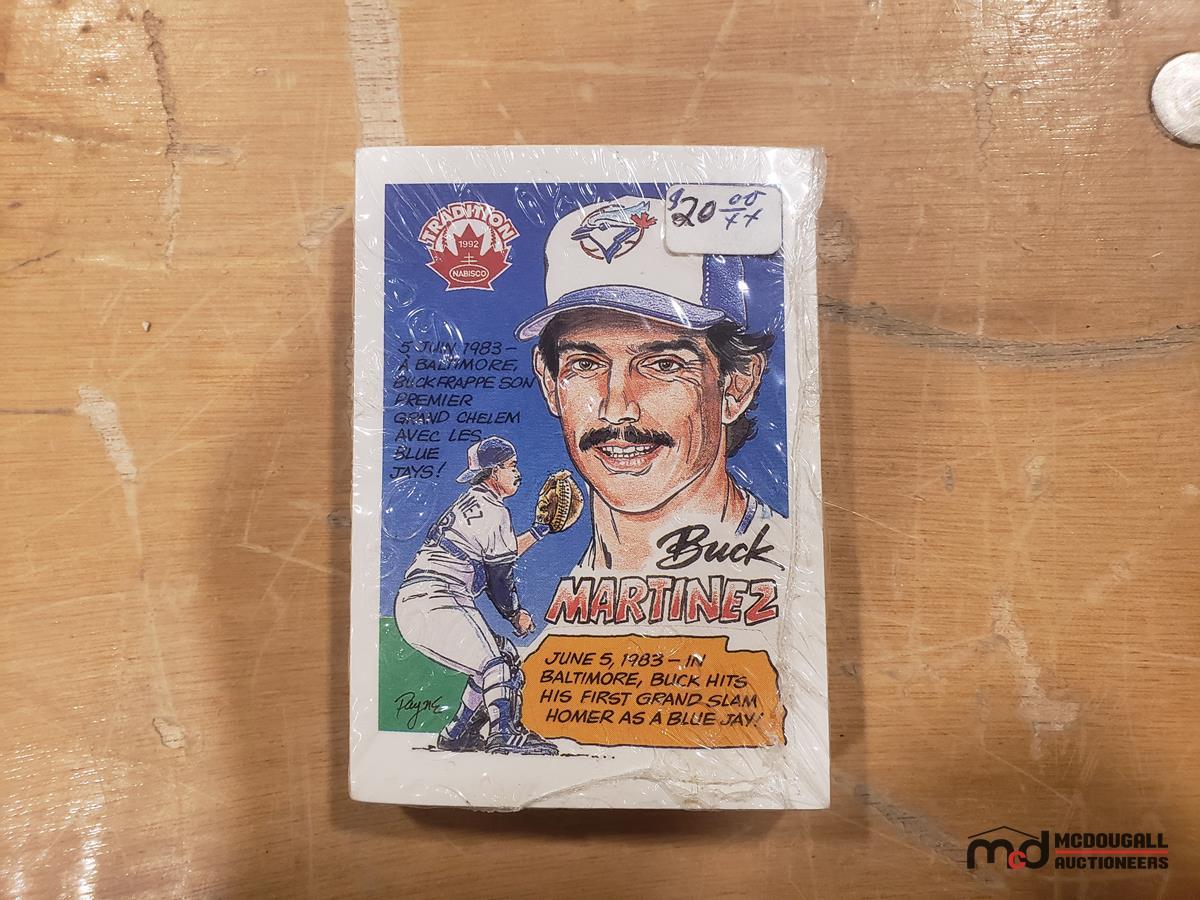 TRADITION
1992
NABISCO
$20 00
xx
5 JUIN 1983 –
À BALTIMORE,
BUCK FRAPPE SON
PREMIER
GRAND CHELEM
AVEC LES
BLUE
JAYS!
Buck
MARTINEZ
JUNE 5, 1983 – IN
BALTIMORE, BUCK HITS
HIS FIRST GRAND SLAM
HOMER AS A BLUE JAY!
Payne
mcd MCDOUGALL
AUCTIONEERS